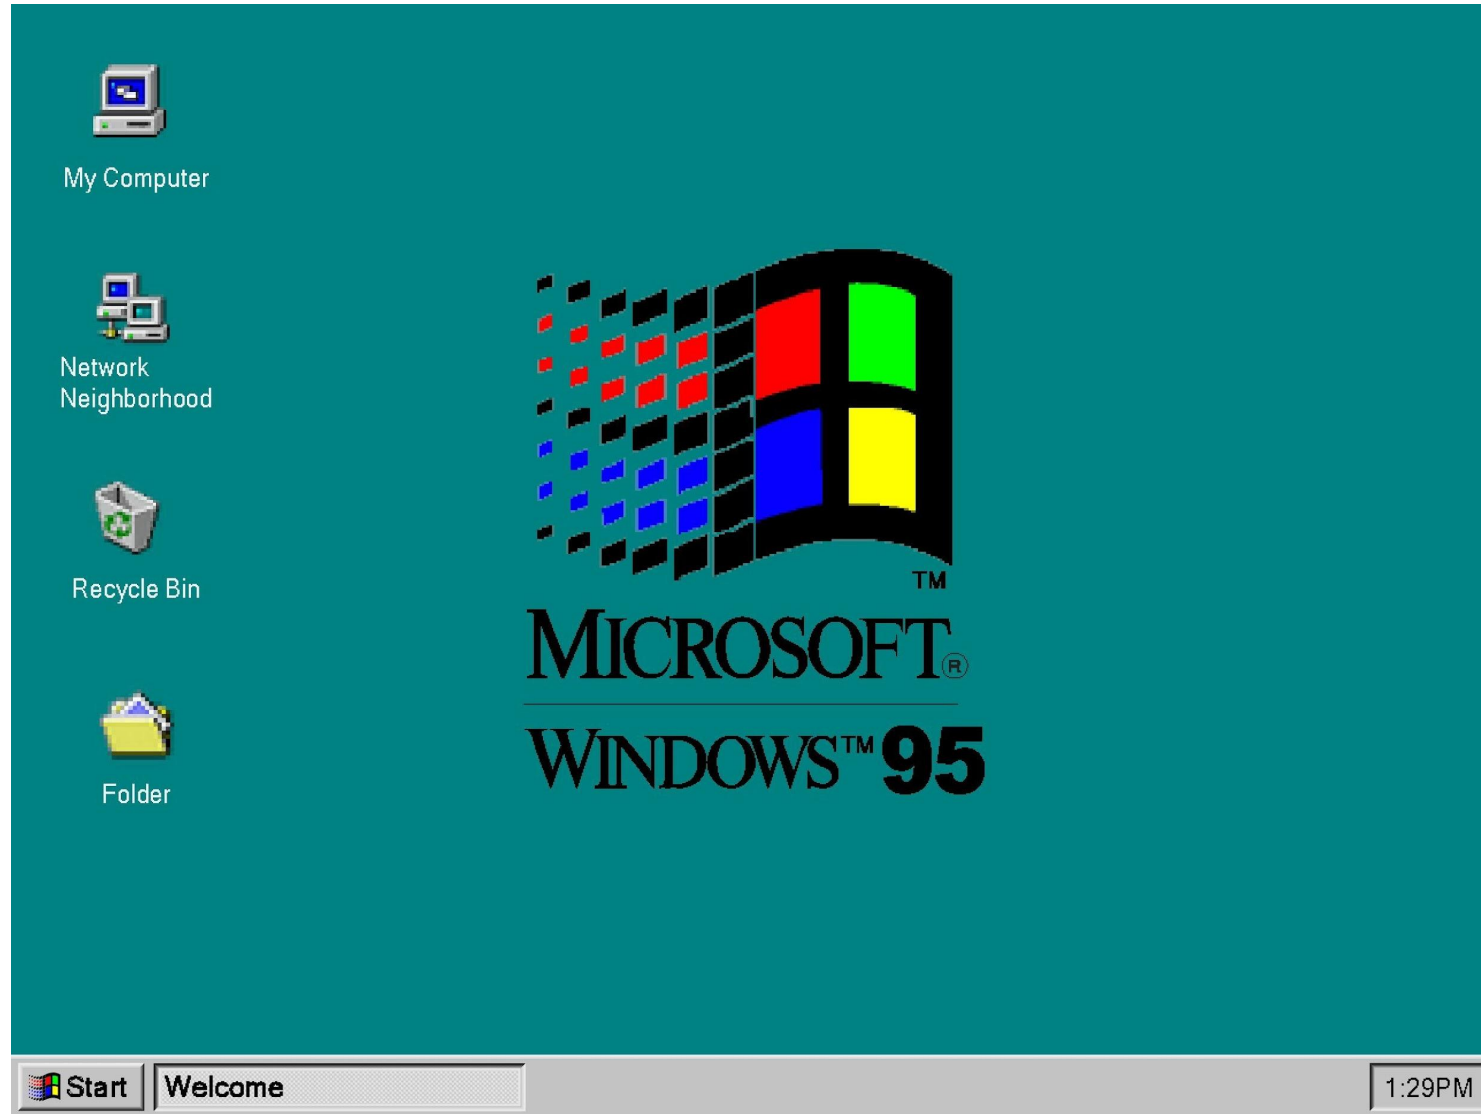 My Computer
Network
Neighborhood
Recycle Bin
Folder
TM
MICROSOFT®
WINDOWS™ 95
Start
Welcome
1:29PM